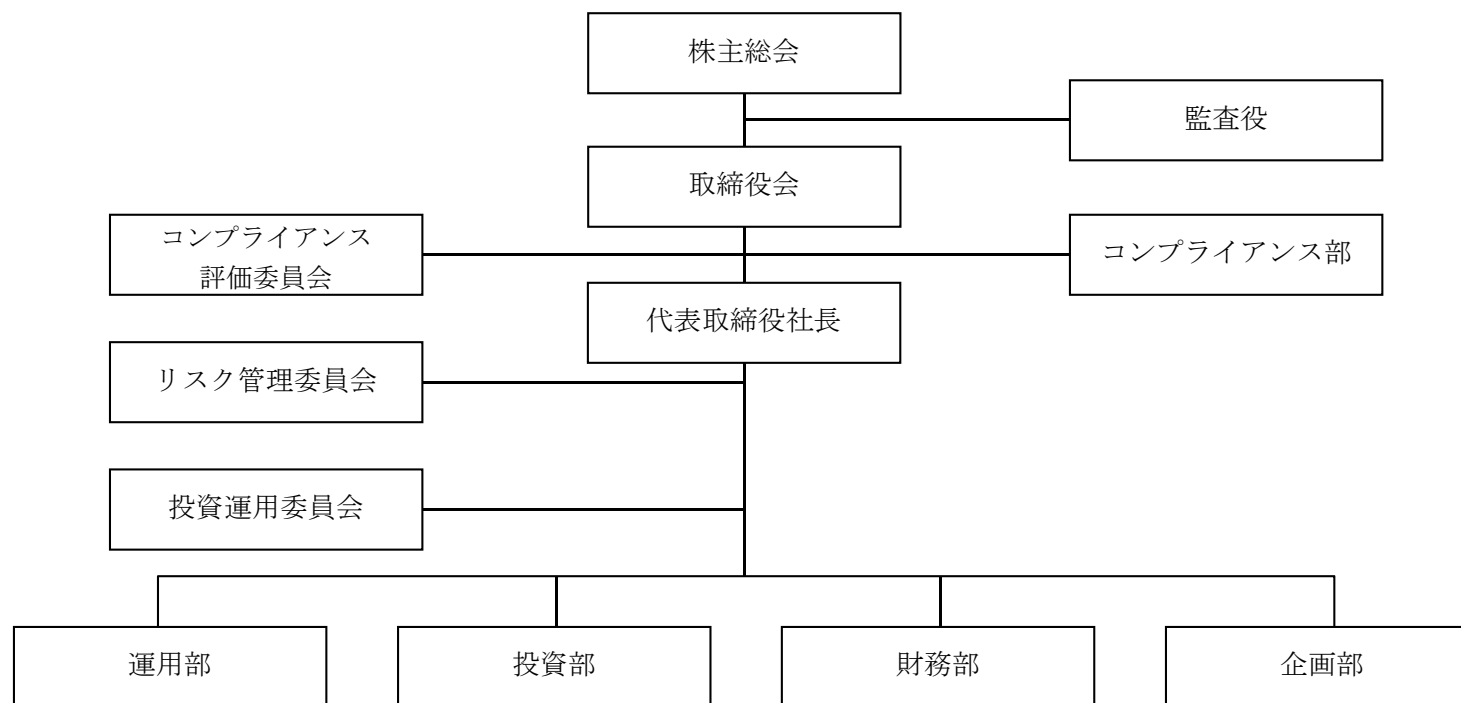 株主総会
監査役
取締役会
コンプライアンス
評価委員会
コンプライアンス部
代表取締役社長
リスク管理委員会
投資運用委員会
運用部
投資部
財務部
企画部